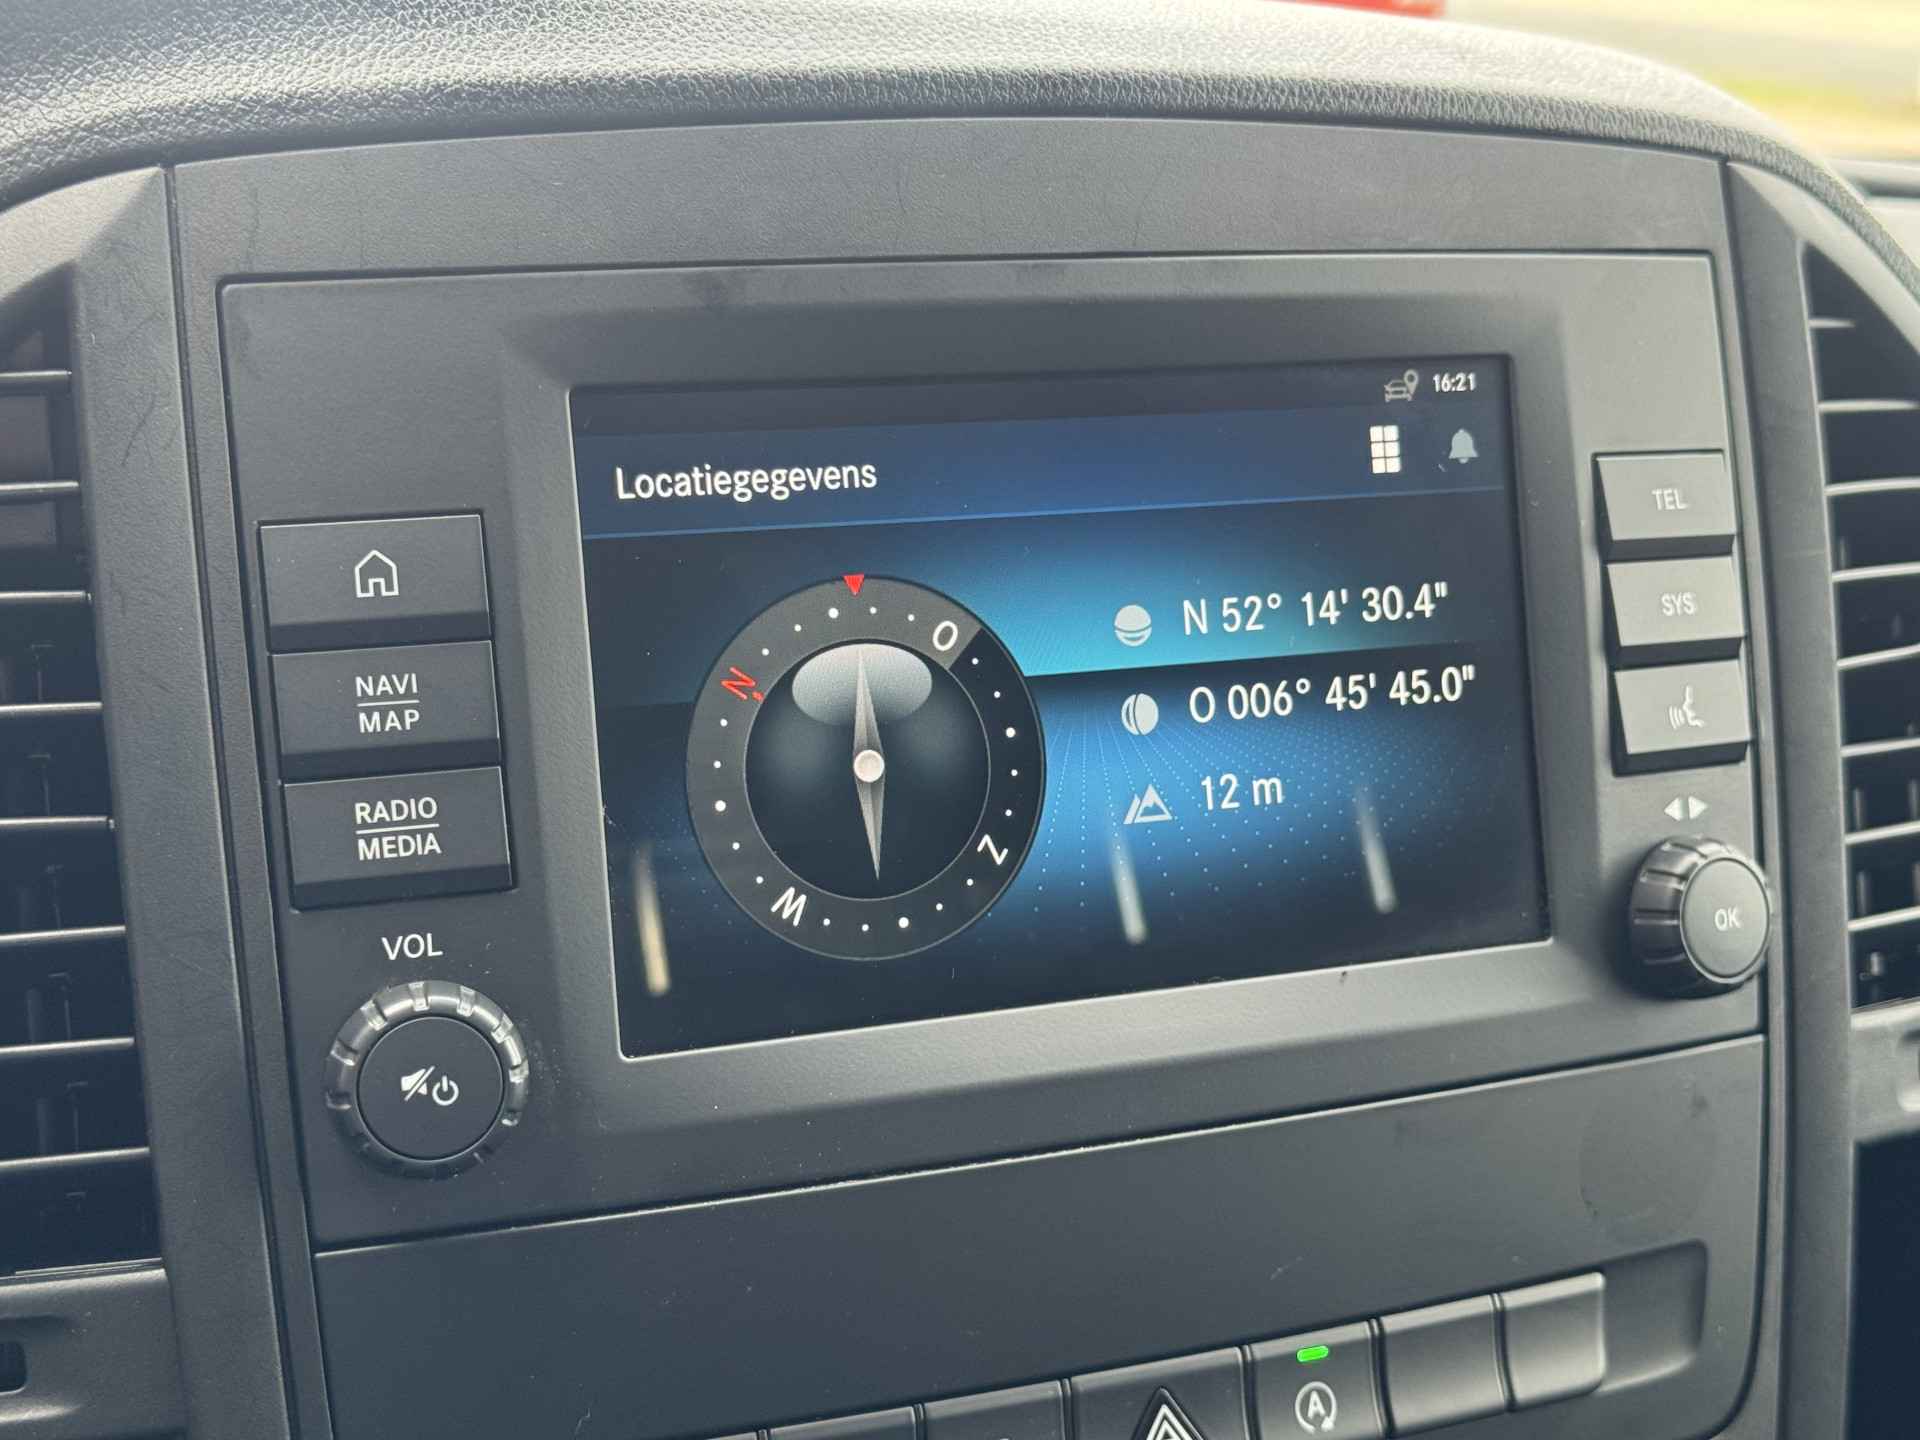 16:21
Locatiegegevens
N
O
Z
W
N 52° 14' 30.4"
O 006° 45' 45.0"
12 m
NAVI
MAP
RADIO
MEDIA
VOL
TEL
SYS
OK
A